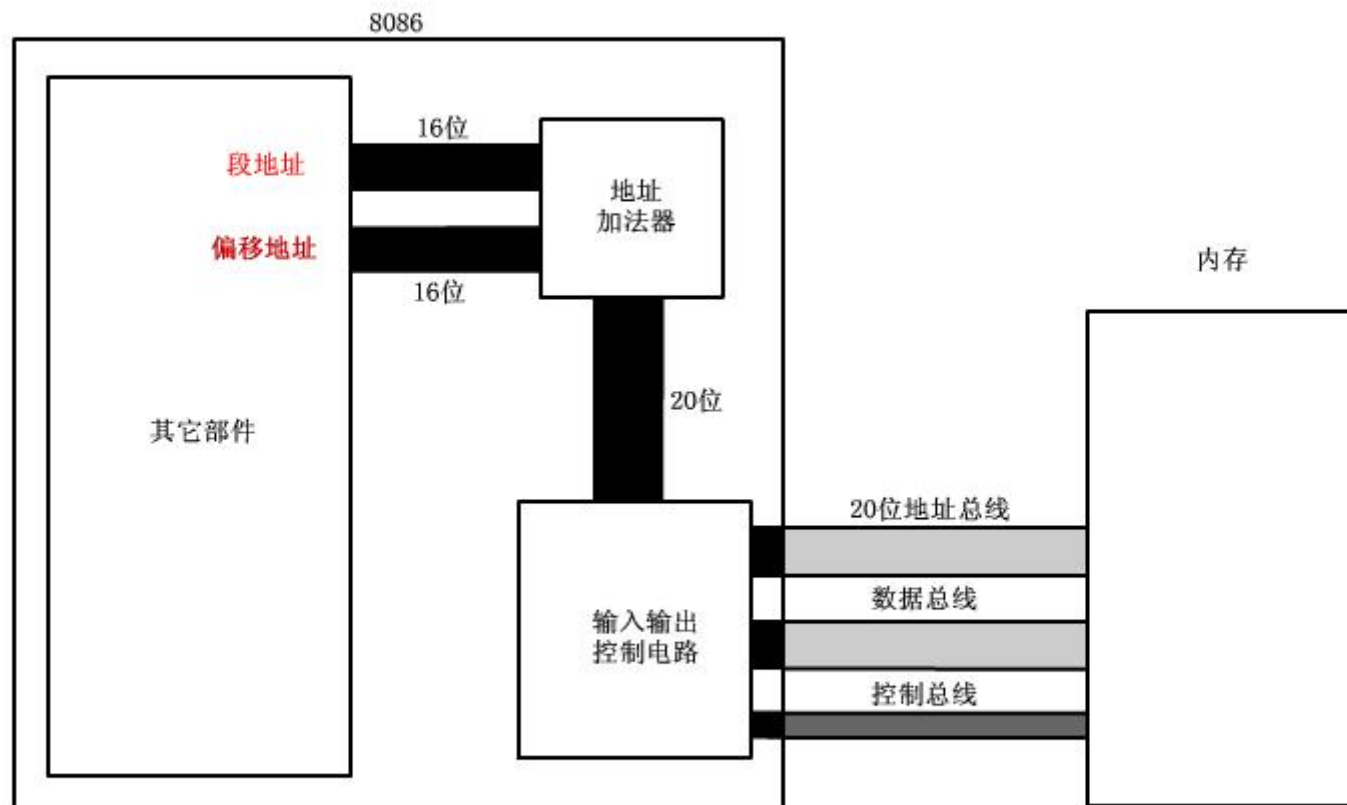 8086
16位
段地址
地址
加法器
偏移地址
16位
内存
20位
其它部件
20位地址总线
数据总线
输入输出
控制电路
控制总线